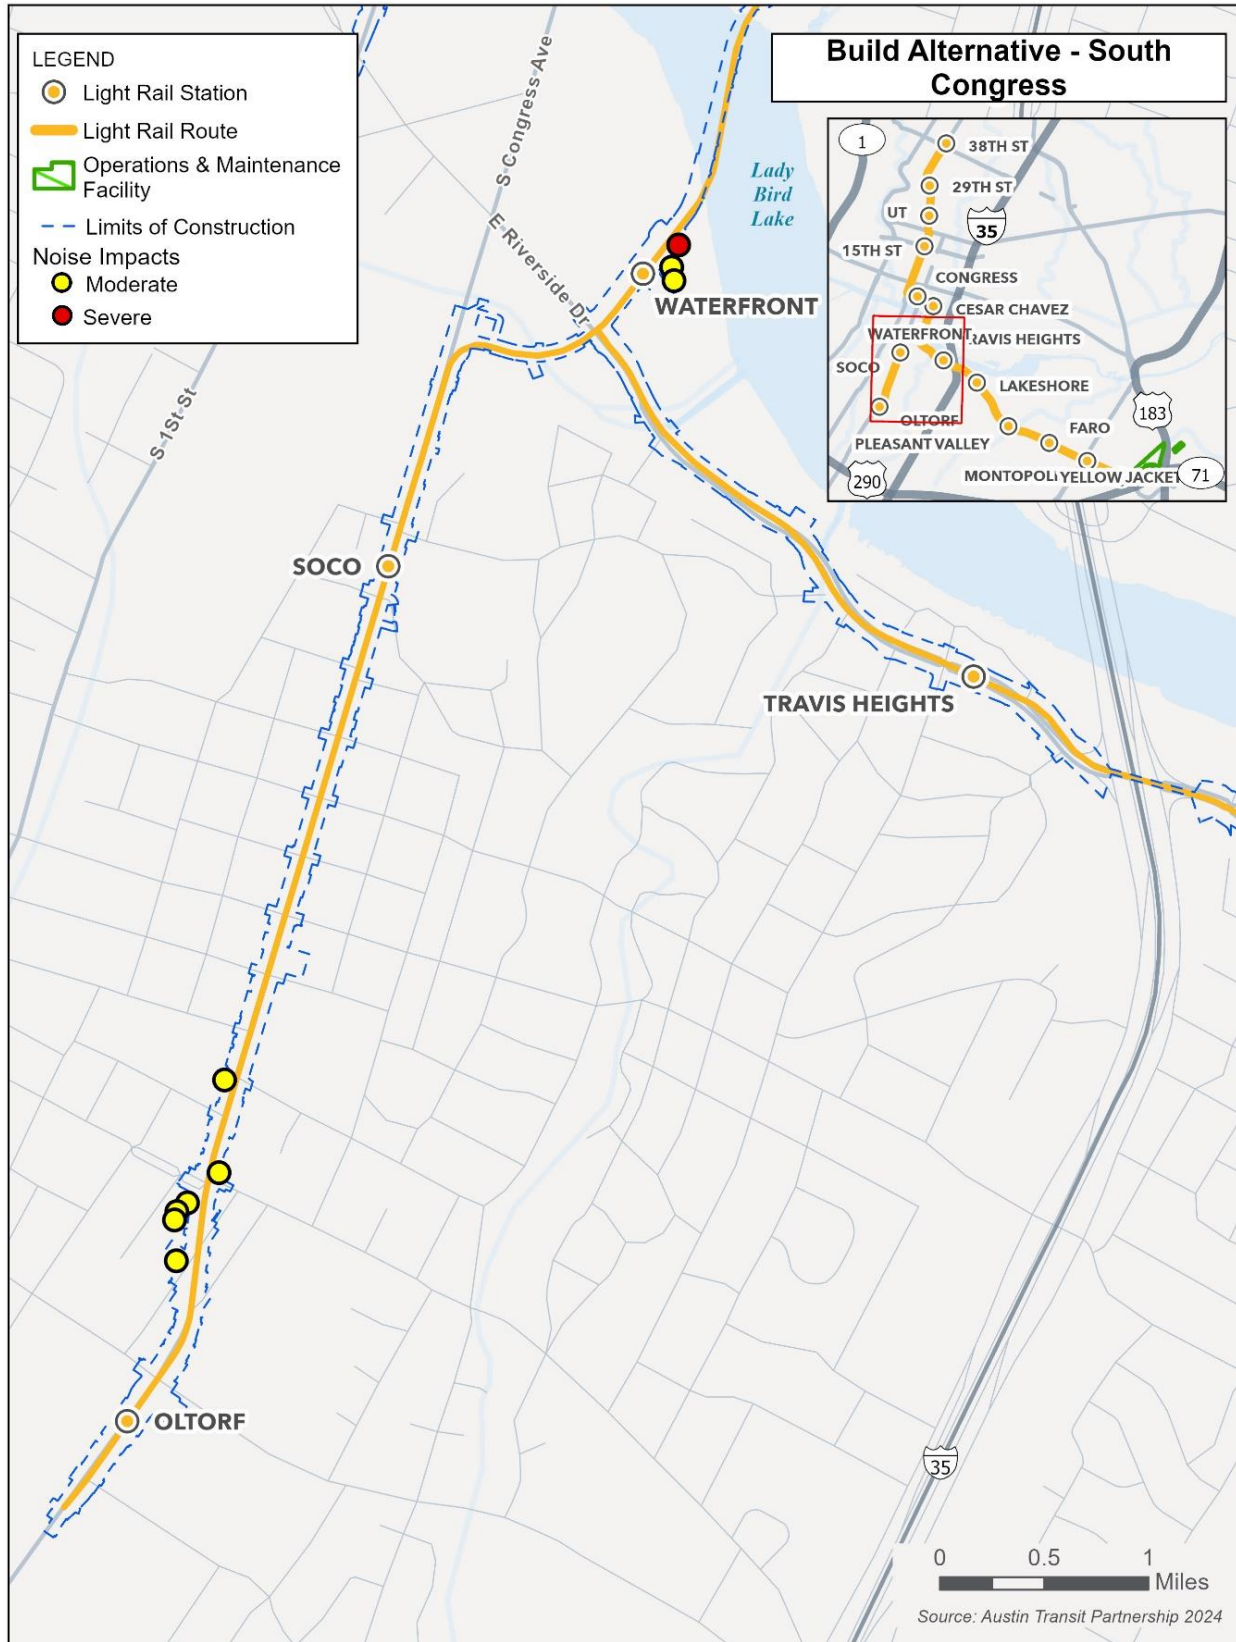 LEGEND
Light Rail Station
Light Rail Route
Operations & Maintenance
Facility
Limits of Construction
Noise Impacts
Moderate
Severe
Build Alternative - South
Congress
1
38TH ST
29TH ST
UT
35
15TH ST
CONGRESS
CESAR CHAVEZ
WATERFRONT
RAVIS HEIGHTS
SOCO
LAKESHORE
OLTORF
FARO
183
PLEASANT VALLEY
290
MONTOPOLI
YELLOW JACKET
71
S Congress Ave
Lady
Bird
Lake
E Riverside Dr
WATERFRONT
S 1St St
SOCO
TRAVIS HEIGHTS
OLTORF
35
0 0.5 1
Miles
Source: Austin Transit Partnership 2024